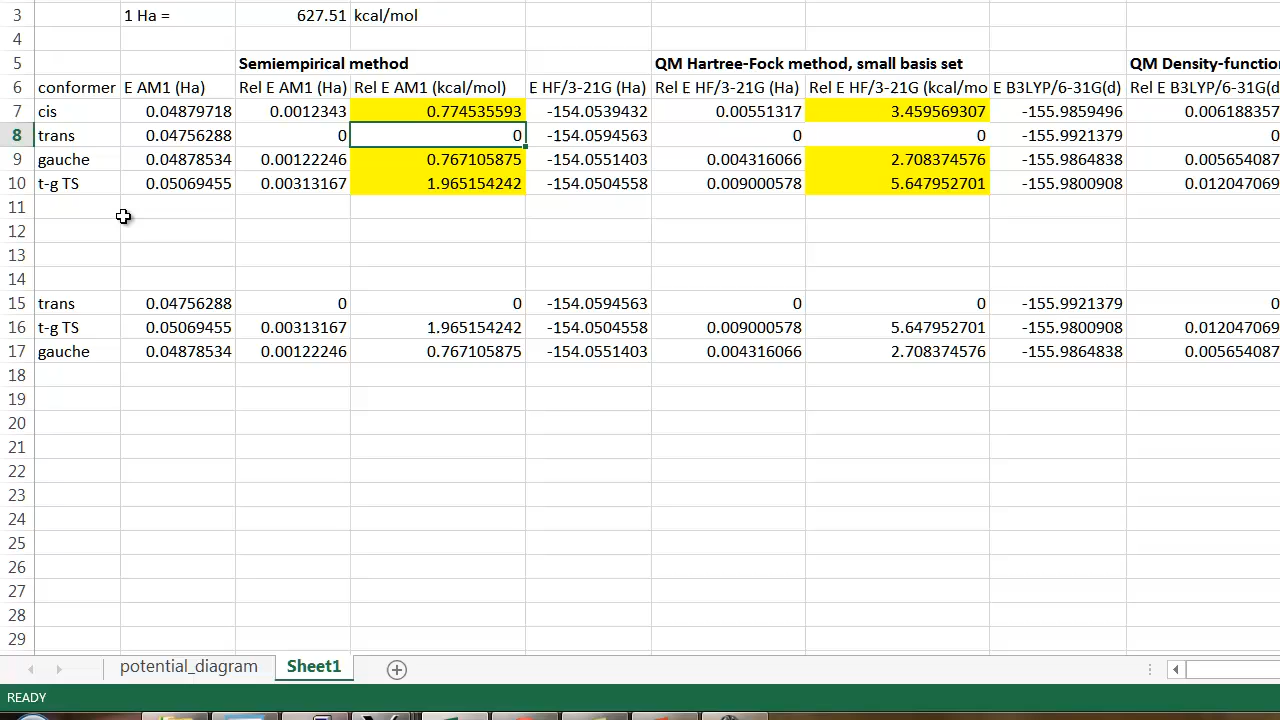 3 1 Ha = 627.51 kcal/mol
4
5 Semiempirical method QM Hartree-Fock method, small basis set QM Density-functio
6 conformer E AM1 (Ha) Rel E AM1 (Ha) Rel E AM1 (kcal/mol) E HF/3-21G (Ha) Rel E HF/3-21G (Ha) Rel E HF/3-21G (kcal/mo E B3LYP/6-31G(d) Rel E B3LYP/6-31G(d
7 cis 0.04879718 0.0012343 0.774535593 -154.0539432 0.00551317 3.459569307 -155.9859496 0.006188357
8 trans 0.04756288 0 0 -154.0594563 0 0 -155.9921379 0
9 gauche 0.04878534 0.00122246 0.767105875 -154.0551403 0.004316066 2.708374576 -155.9864838 0.005654087
10 t-g TS 0.05069455 0.00313167 1.965154242 -154.0504558 0.009000578 5.647952701 -155.9800908 0.012047069
11
12
13
14
15 trans 0.04756288 0 0 -154.0594563 0 0 -155.9921379 0
16 t-g TS 0.05069455 0.00313167 1.965154242 -154.0504558 0.009000578 5.647952701 -155.9800908 0.012047069
17 gauche 0.04878534 0.00122246 0.767105875 -154.0551403 0.004316066 2.708374576 -155.9864838 0.005654087
18
19
20
21
22
23
24
25
26
27
28
29
potential_diagram Sheet1
READY